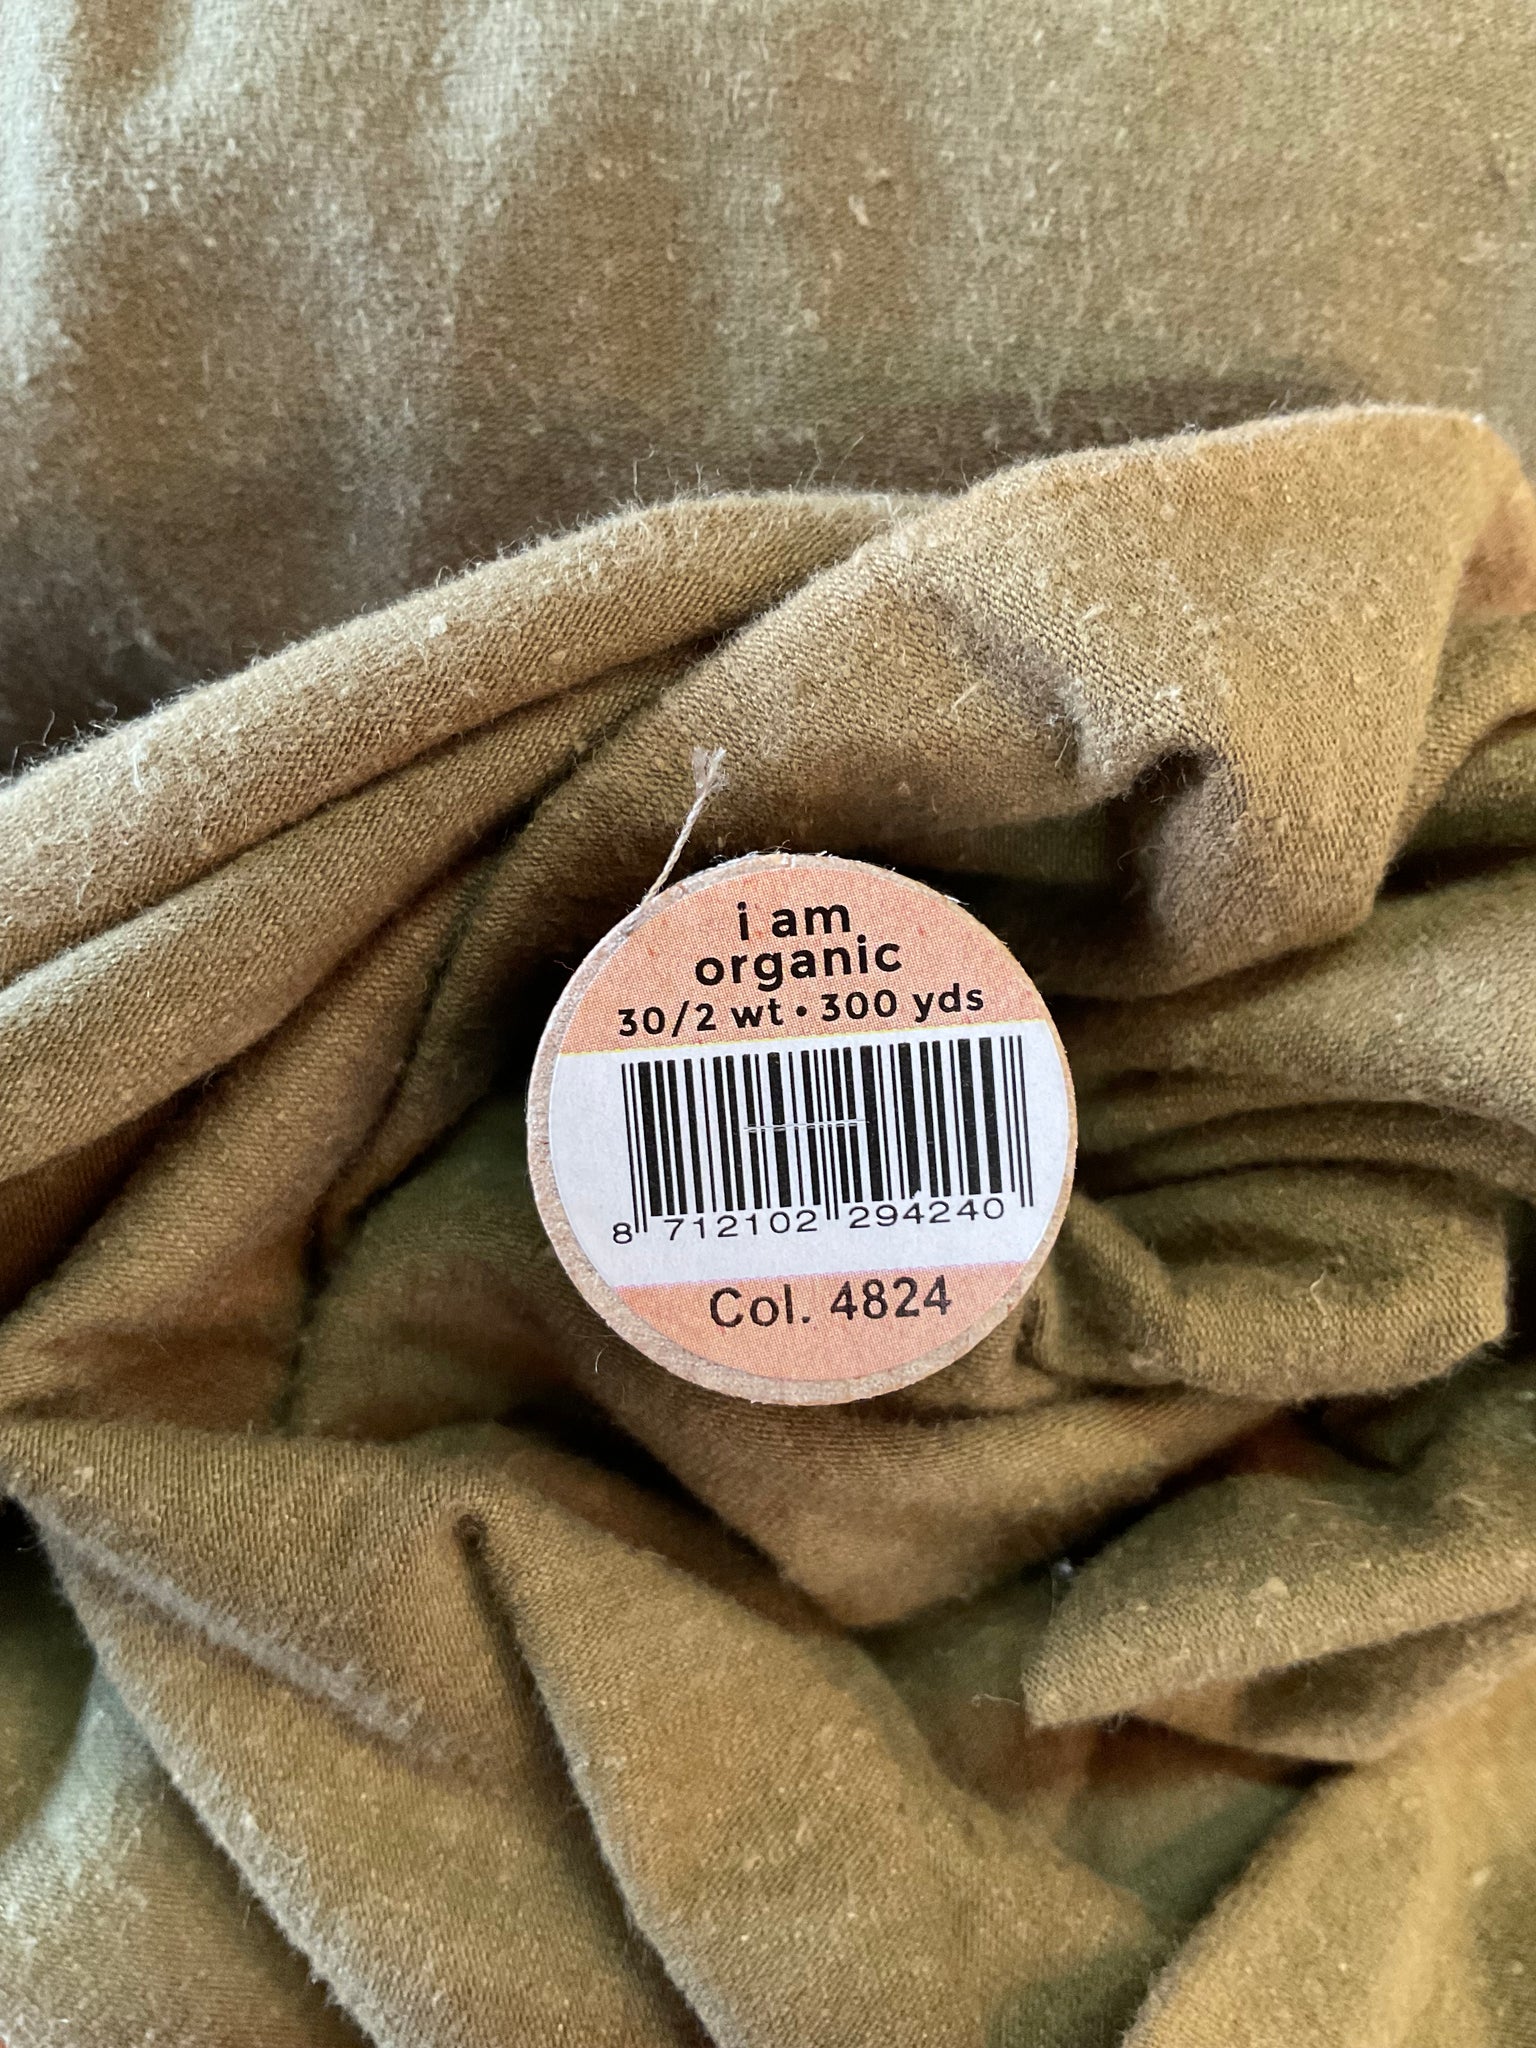 i am
organic
30/2 wt • 300 yds
8 712102 294240
Col. 4824